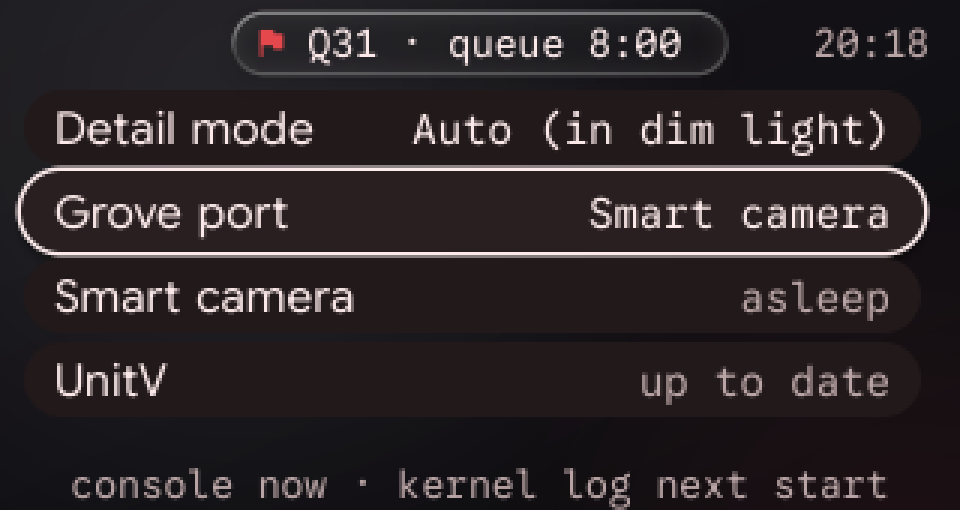 Q31 · queue 8:00 20:18
Detail mode Auto (in dim light)
Grove port Smart camera
Smart camera asleep
UnitV up to date
console now · kernel log next start